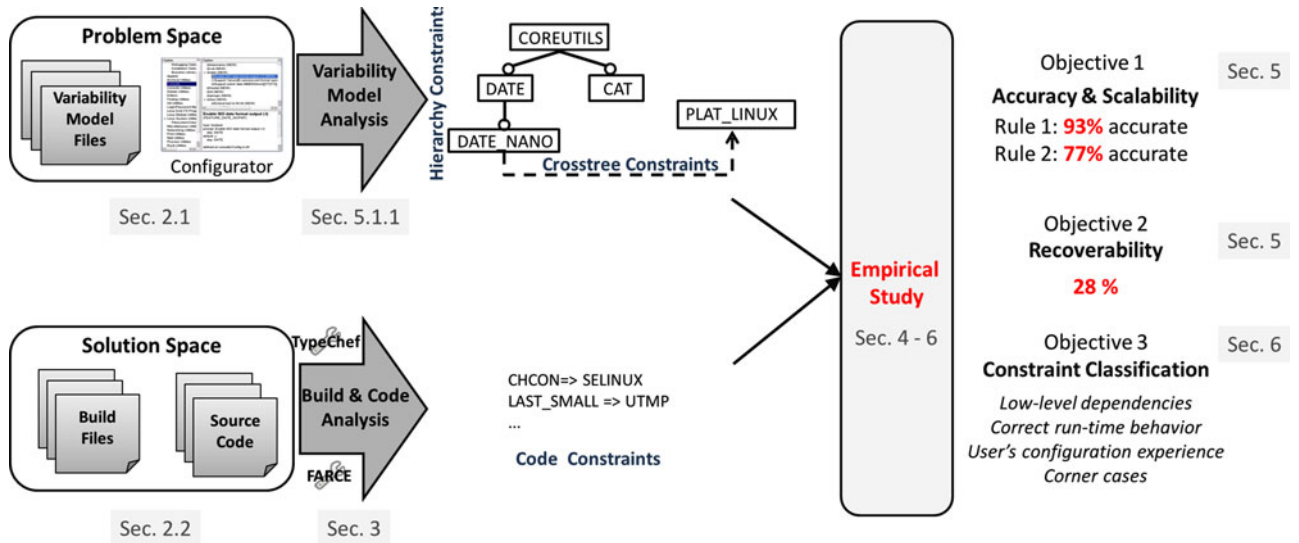 Problem Space
Variability
Model
Files
Configurator
Sec. 2.1
Variability
Model
Analysis
Sec. 5.1.1
Hierarchy Constraints
COREUTILS
DATE
CAT
DATE_NANO
PLAT_LINUX
Crosstree Constraints
Solution Space
Build
Files
Source
Code
Sec. 2.2
TypeChef
Build & Code
Analysis
FARCE
Sec. 3
CHCON=> SELINUX
LAST_SMALL => UTMP
...
Code Constraints
Empirical
Study
Sec. 4 - 6
Objective 1
Accuracy & Scalability
Rule 1: 93% accurate
Rule 2: 77% accurate
Sec. 5
Objective 2
Recoverability
28 %
Sec. 5
Objective 3
Constraint Classification
Low-level dependencies
Correct run-time behavior
User's configuration experience
Corner cases
Sec. 6